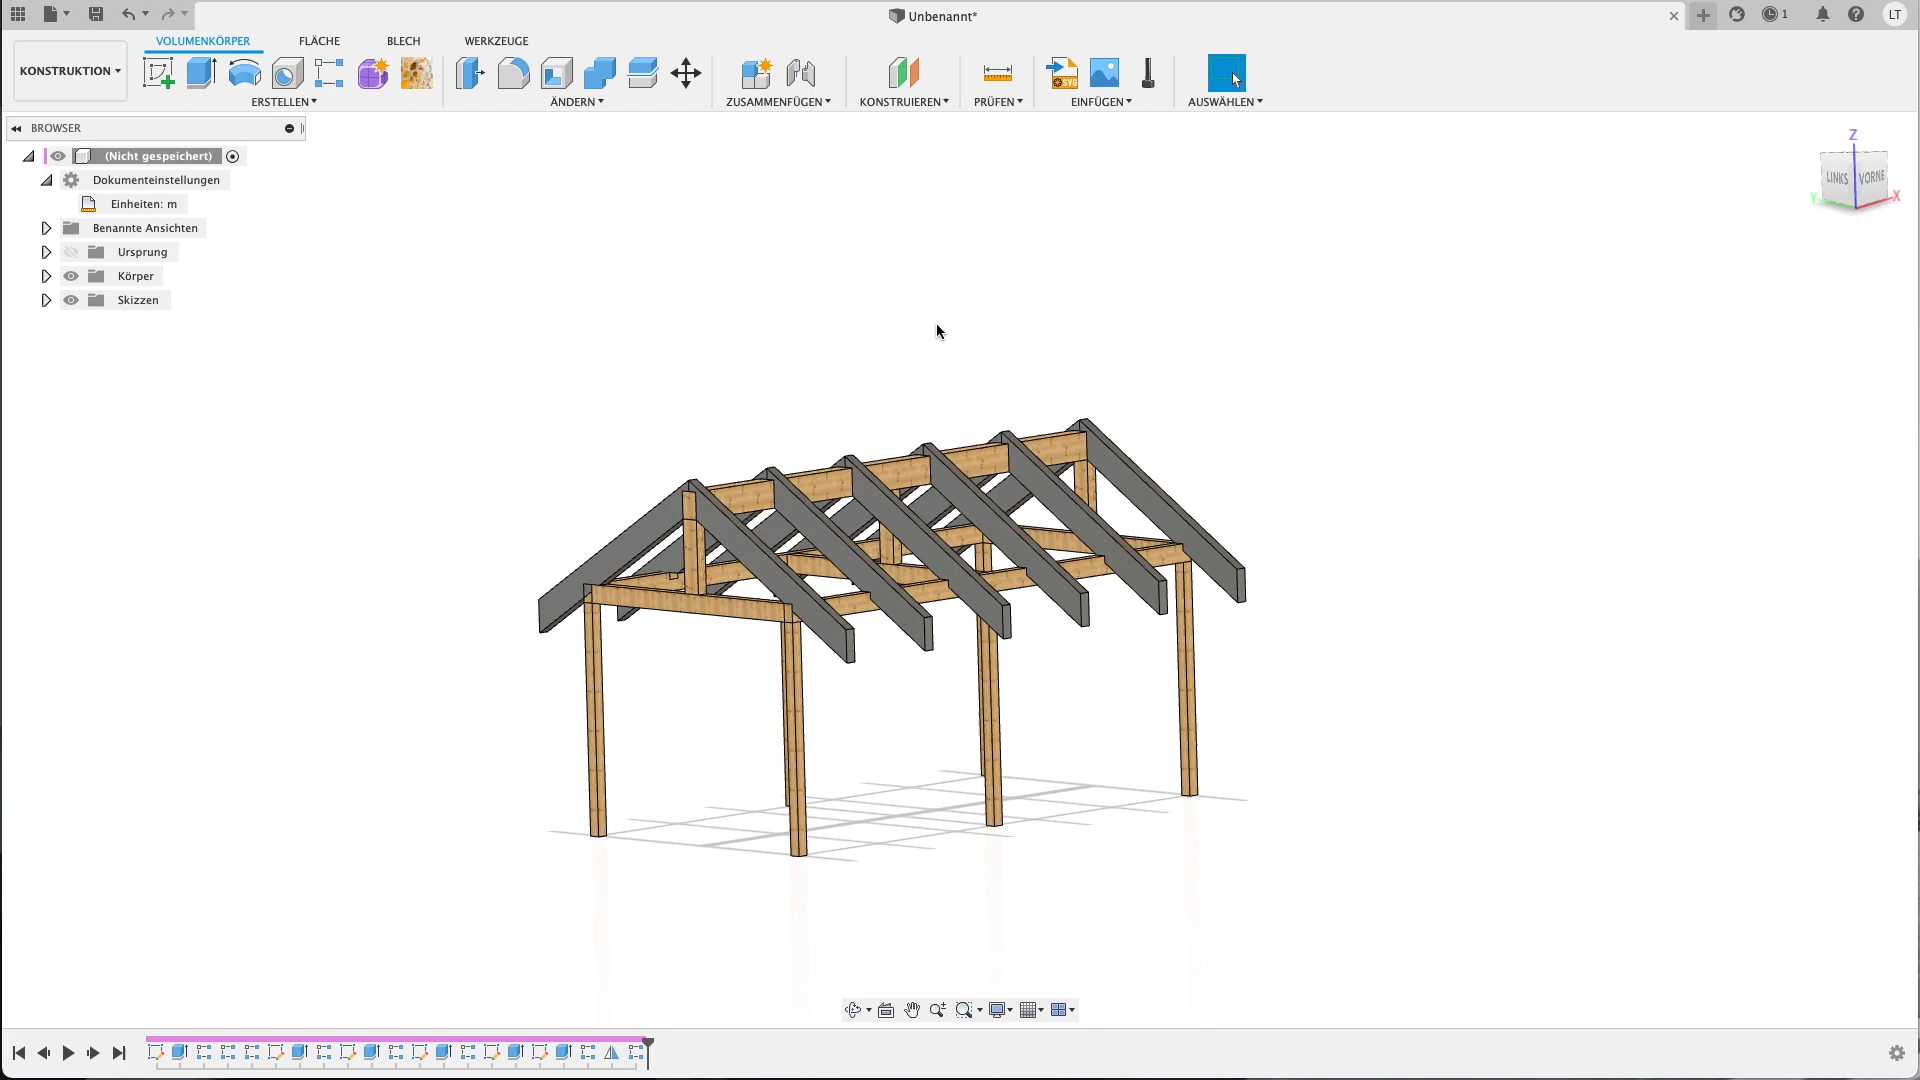 Unbenannt*
1
LT
KONSTRUKTION
VOLUMENKÖRPER
FLÄCHE
BLECH
WERKZEUGE
ERSTELLEN
ÄNDERN
ZUSAMMENFÜGEN
KONSTRUIEREN
PRÜFEN
EINFÜGEN
AUSWÄHLEN
SVG
BROWSER
(Nicht gespeichert)
Dokumenteinstellungen
Einheiten: m
Benannte Ansichten
Ursprung
Körper
Skizzen
Z
LINKS
VORNE
Y
X